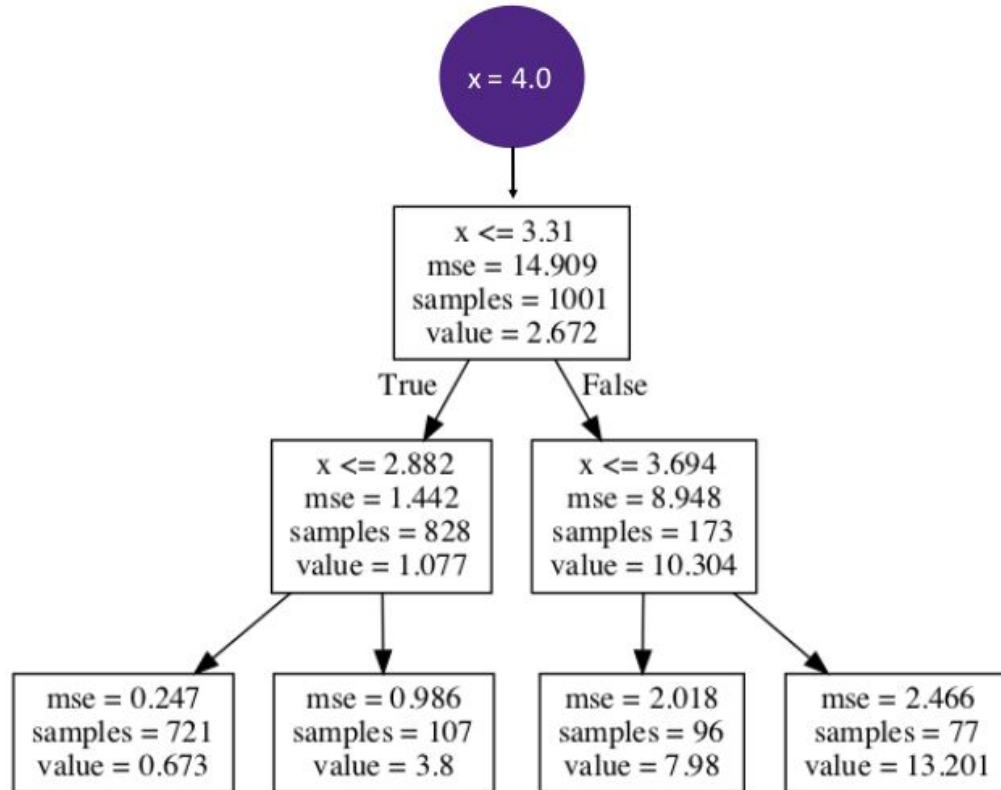 x = 4.0
x <= 3.31
mse = 14.909
samples = 1001
value = 2.672
True
False
x <= 2.882
mse = 1.442
samples = 828
value = 1.077
x <= 3.694
mse = 8.948
samples = 173
value = 10.304
mse = 0.247
samples = 721
value = 0.673
mse = 0.986
samples = 107
value = 3.8
mse = 2.018
samples = 96
value = 7.98
mse = 2.466
samples = 77
value = 13.201